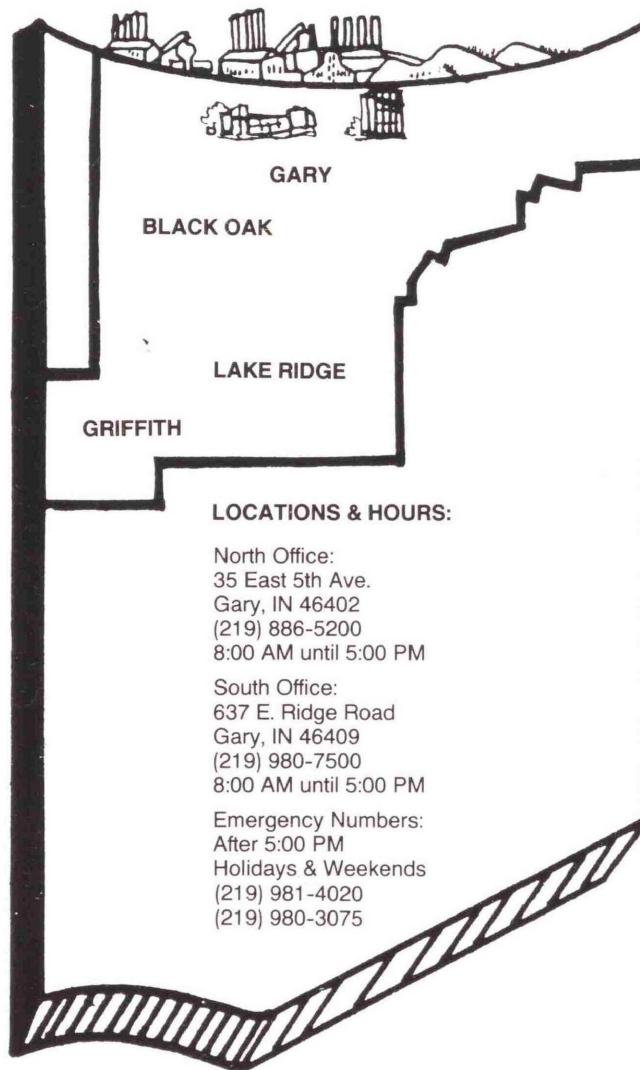 GARY
BLACK OAK
LAKE RIDGE
GRIFFITH
LOCATIONS & HOURS:
North Office:
35 East 5th Ave.
Gary, IN 46402
(219) 886-5200
8:00 AM until 5:00 PM
South Office:
637 E. Ridge Road
Gary, IN 46409
(219) 980-7500
8:00 AM until 5:00 PM
Emergency Numbers:
After 5:00 PM
Holidays & Weekends
(219) 981-4020
(219) 980-3075